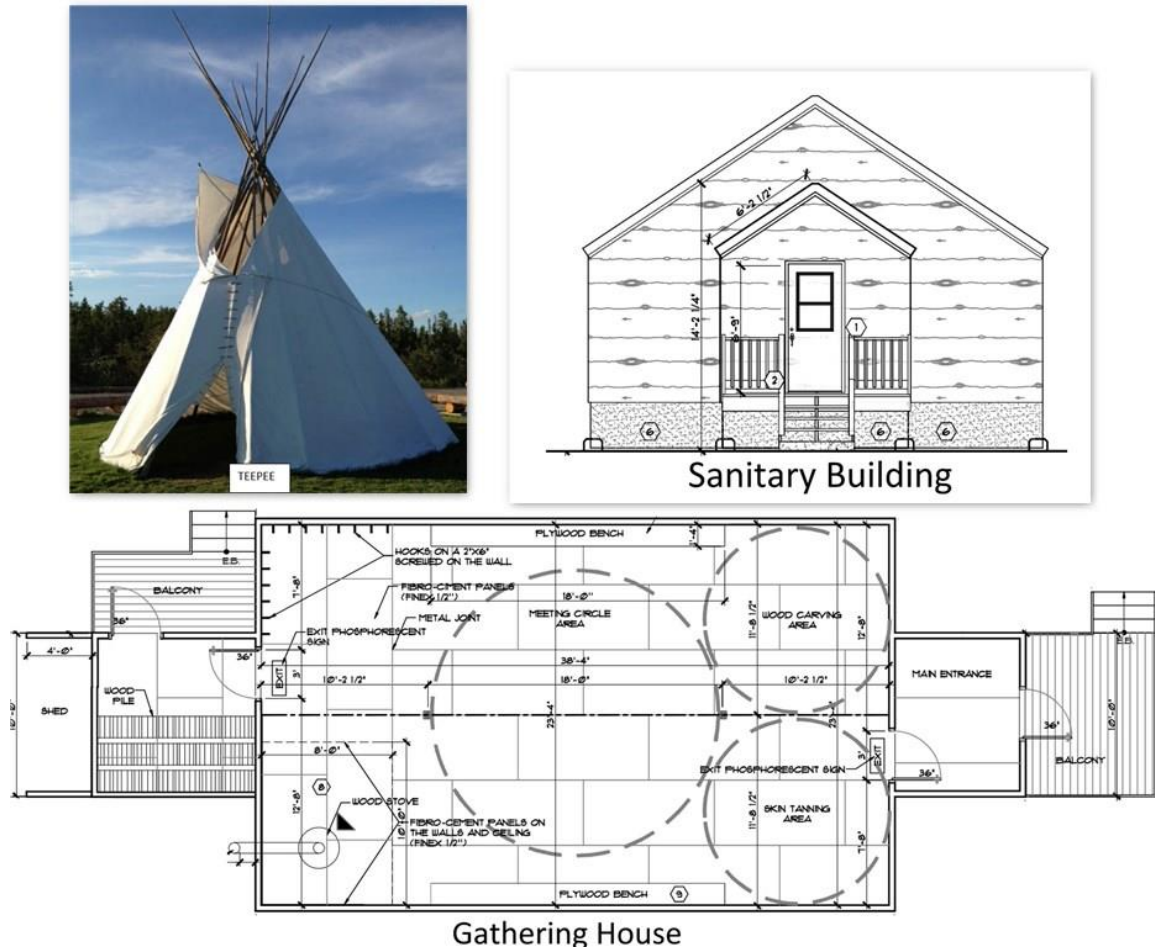 TEEPEE
6'-2 1/2"
14'-2 1/4"
6'-9"
1
2
6
6
6
Sanitary Building
E.B.
BALCONY
36"
HOOKS ON A 2"X6"
SCREWED ON THE WALL
7'-8"
FIBRO-CIMENT PANELS
(FINEX 1/2")
METAL JOINT
PLYWOOD BENCH
1'-4"
18'-0"
MEETING CIRCLE
AREA
WOOD CARVING
AREA
11'-8 1/2"
12'-8"
EXIT PHOSPHORESCENT
SIGN
36"
EXIT
3'
38'-4"
10'-2 1/2"
18'-0"
10'-2 1/2"
4'-0"
SHED
WOOD
PILE
23'-4"
MAIN ENTRANCE
E.B.
36"
10'-0"
BALCONY
8'-0"
8
12'-8"
WOOD STOVE
FIBRO-CEMENT PANELS ON
THE WALLS AND CEILING
(FINEX 1/2")
10'-0"
EXIT PHOSPHORESCENT SIGN
EXIT
3'
36"
SKIN TANNING
AREA
11'-8 1/2"
7'-8"
PLYWOOD BENCH
9
Gathering House